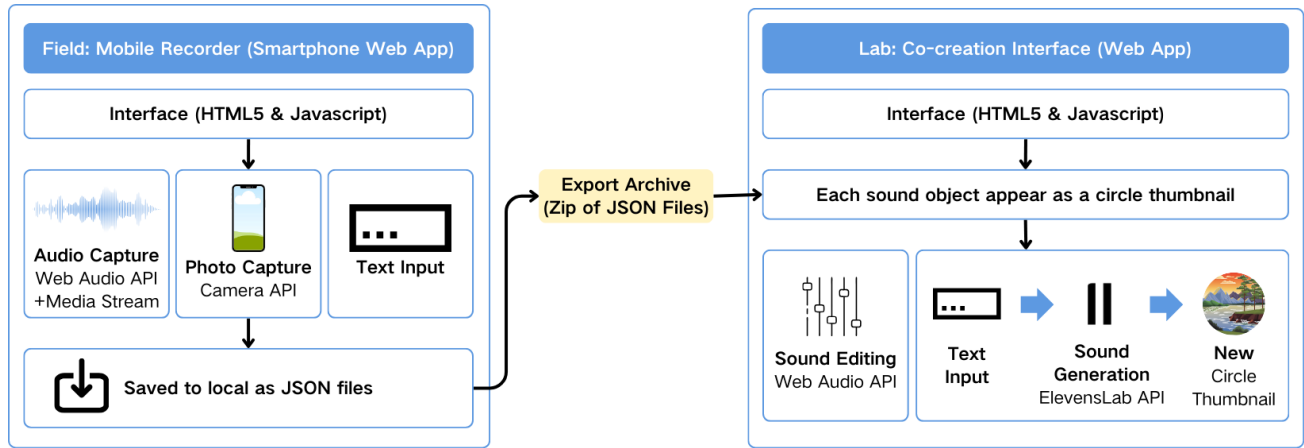 Field: Mobile Recorder (Smartphone Web App)
Interface (HTML5 & Javascript)
Audio Capture
Web Audio API
+Media Stream
Photo Capture
Camera API
...
Text Input
Saved to local as JSON files
Export Archive
(Zip of JSON Files)
Lab: Co-creation Interface (Web App)
Interface (HTML5 & Javascript)
Each sound object appear as a circle thumbnail
Sound Editing
Web Audio API
...
Text
Input
Sound
Generation
ElevensLab API
New
Circle
Thumbnail